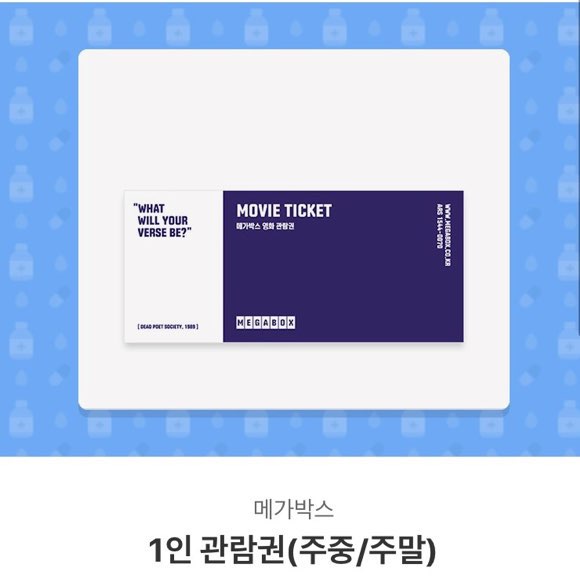 "WHAT
WILL YOUR
VERSE BE?"
[ DEAD POET SOCIETY, 1989 ]
MOVIE TICKET
메가박스 영화 관람권
MEGABOX
WWW.MEGABOX.CO.KR
ARS 1544-0070
메가박스
1인 관람권(주중/주말)